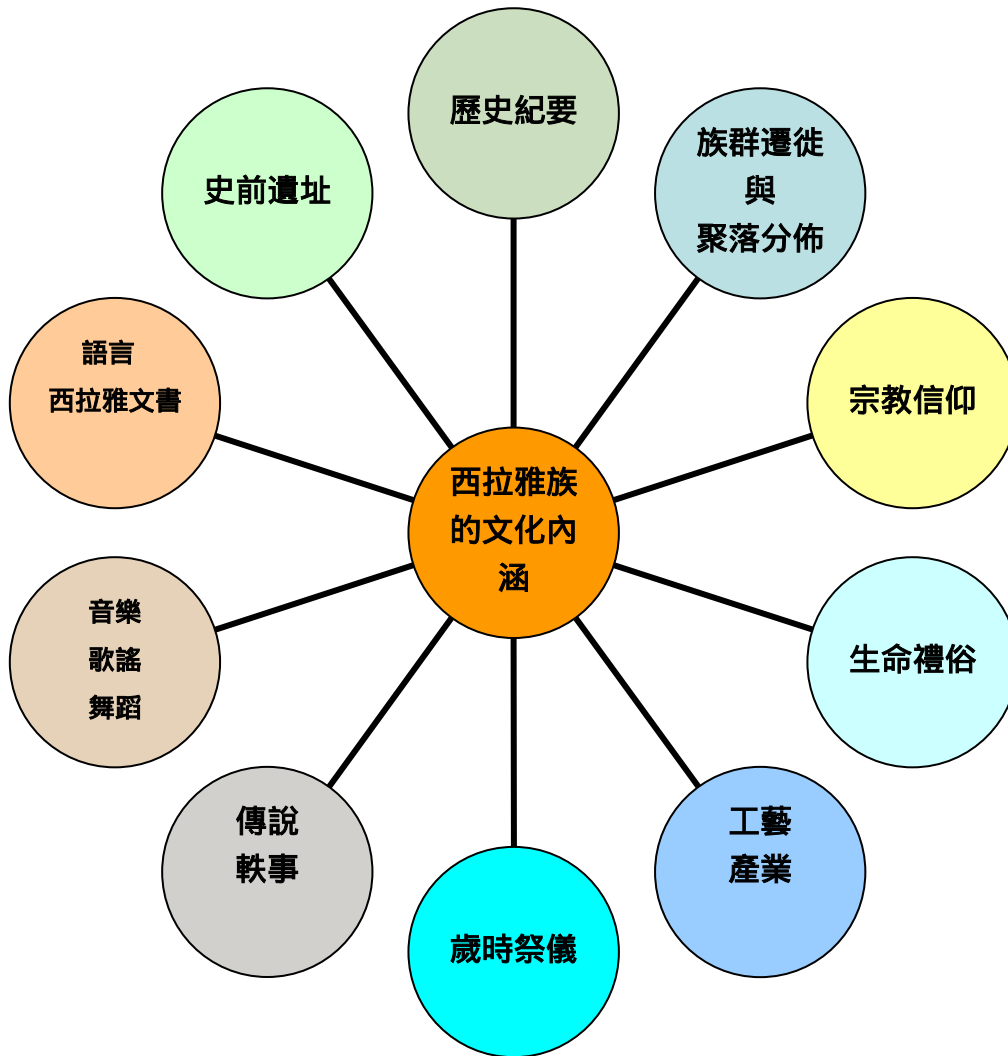 歷史紀要
族群遷徙
與
聚落分佈
宗教信仰
生命禮俗
工藝
產業
歲時祭儀
傳說
軼事
音樂
歌謠
舞蹈
語言
西拉雅文書
史前遺址
西拉雅族
的文化內
涵